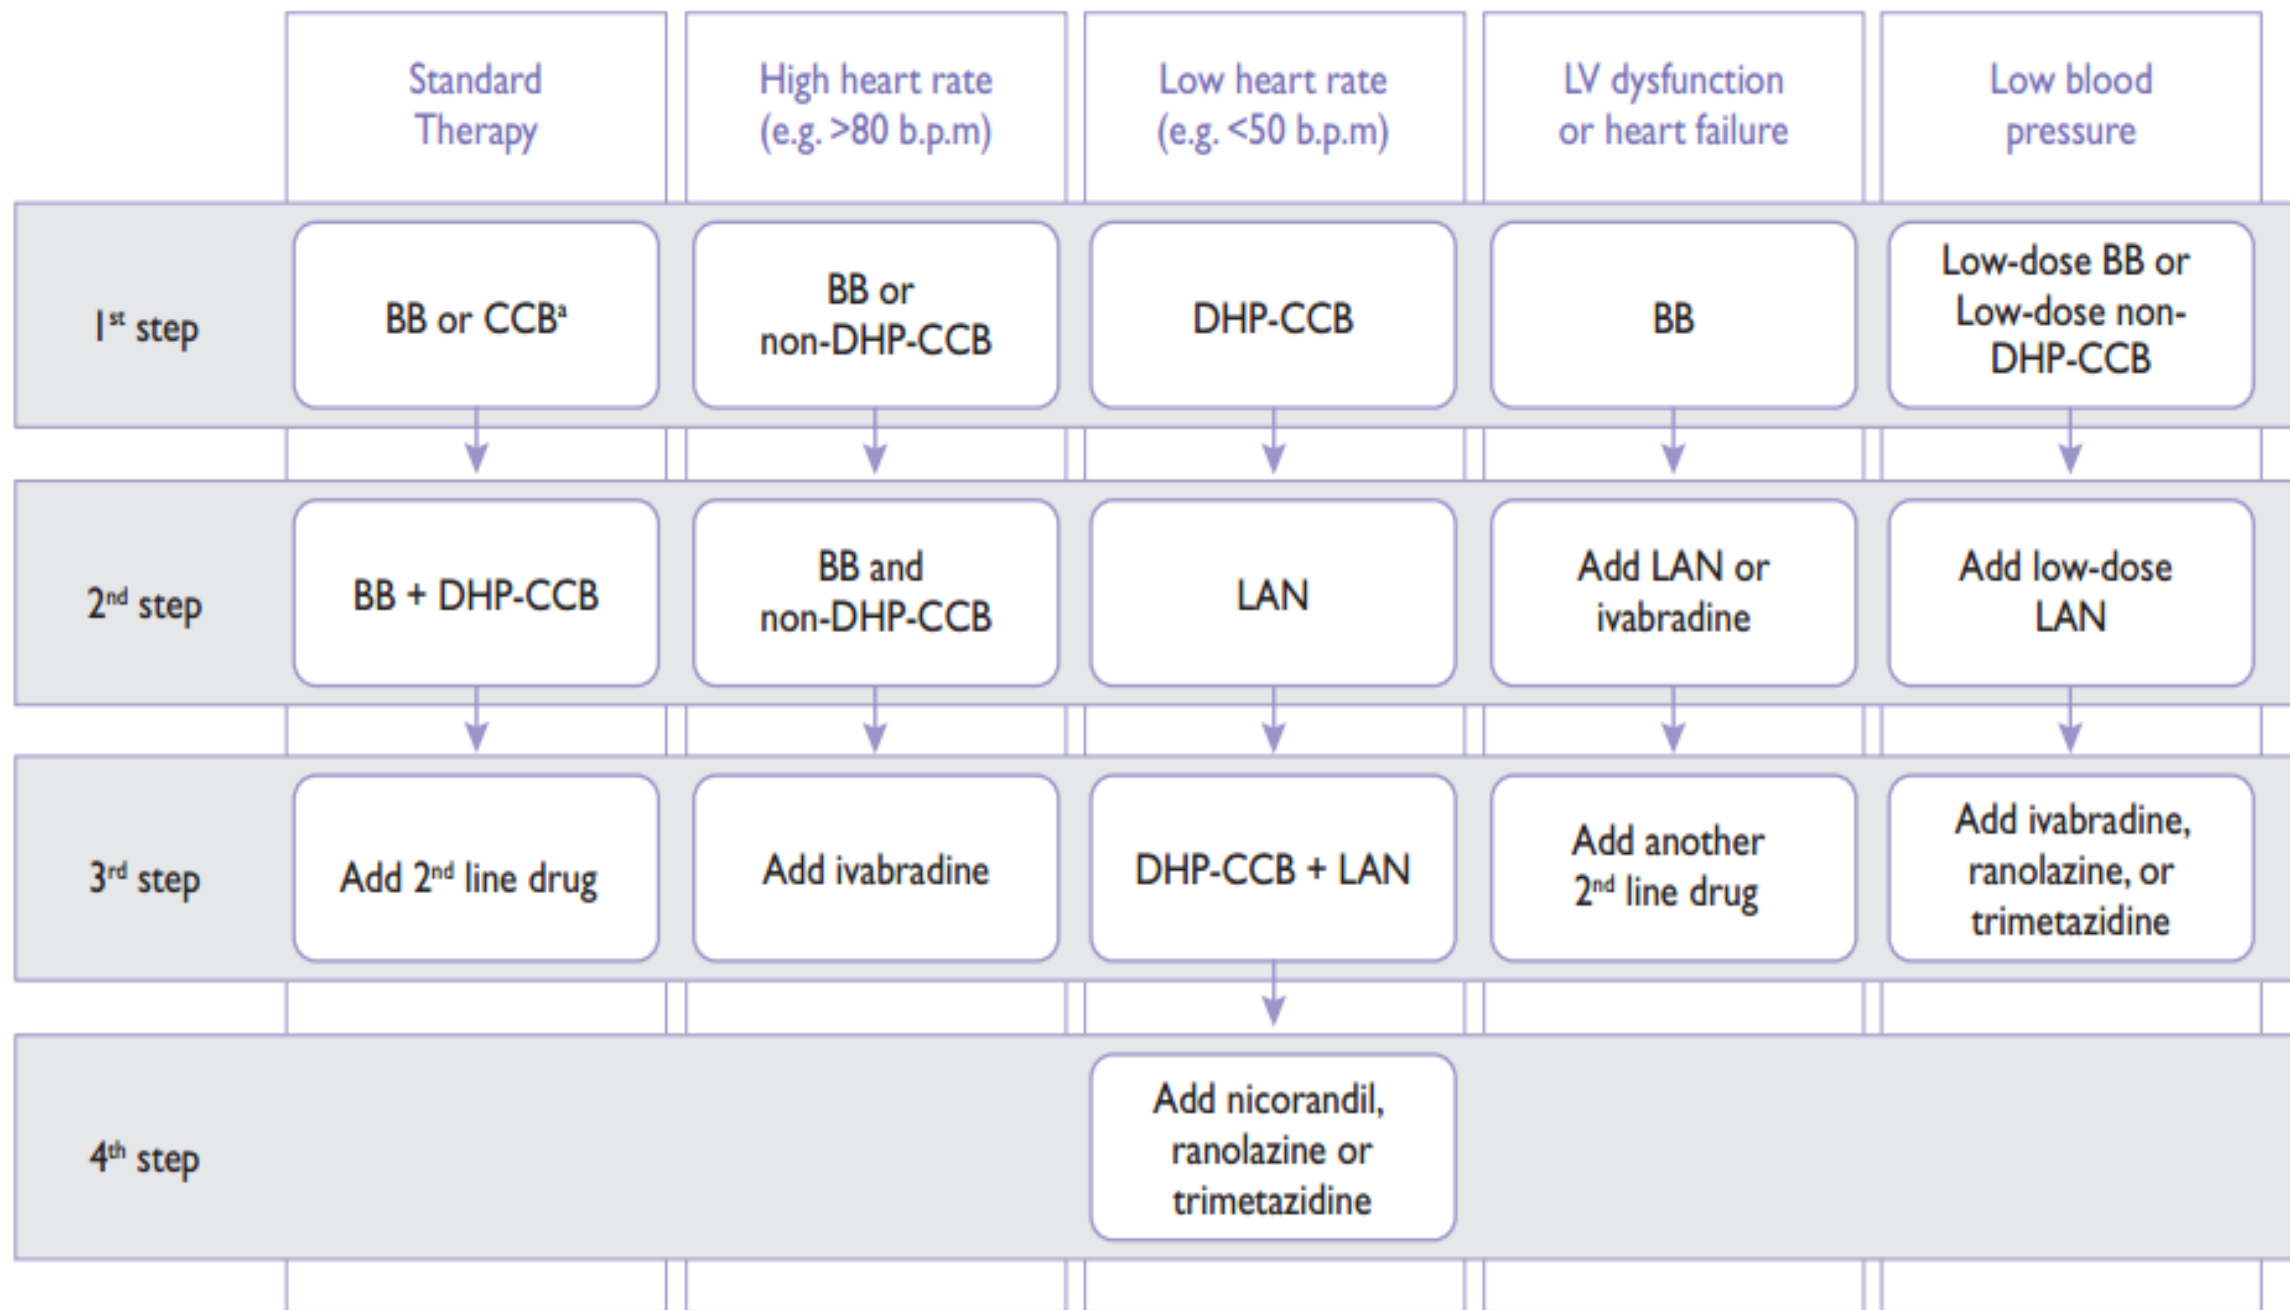 Standard
Therapy
High heart rate
(e.g. >80 b.p.m)
Low heart rate
(e.g. <50 b.p.m)
LV dysfunction
or heart failure
Low blood
pressure
1st step
BB or CCBa
BB or
non-DHP-CCB
DHP-CCB
BB
Low-dose BB or
Low-dose non-
DHP-CCB
2nd step
BB + DHP-CCB
BB and
non-DHP-CCB
LAN
Add LAN or
ivabradine
Add low-dose
LAN
3rd step
Add 2nd line drug
Add ivabradine
DHP-CCB + LAN
Add another
2nd line drug
Add ivabradine,
ranolazine, or
trimetazidine
4th step
Add nicorandil,
ranolazine or
trimetazidine